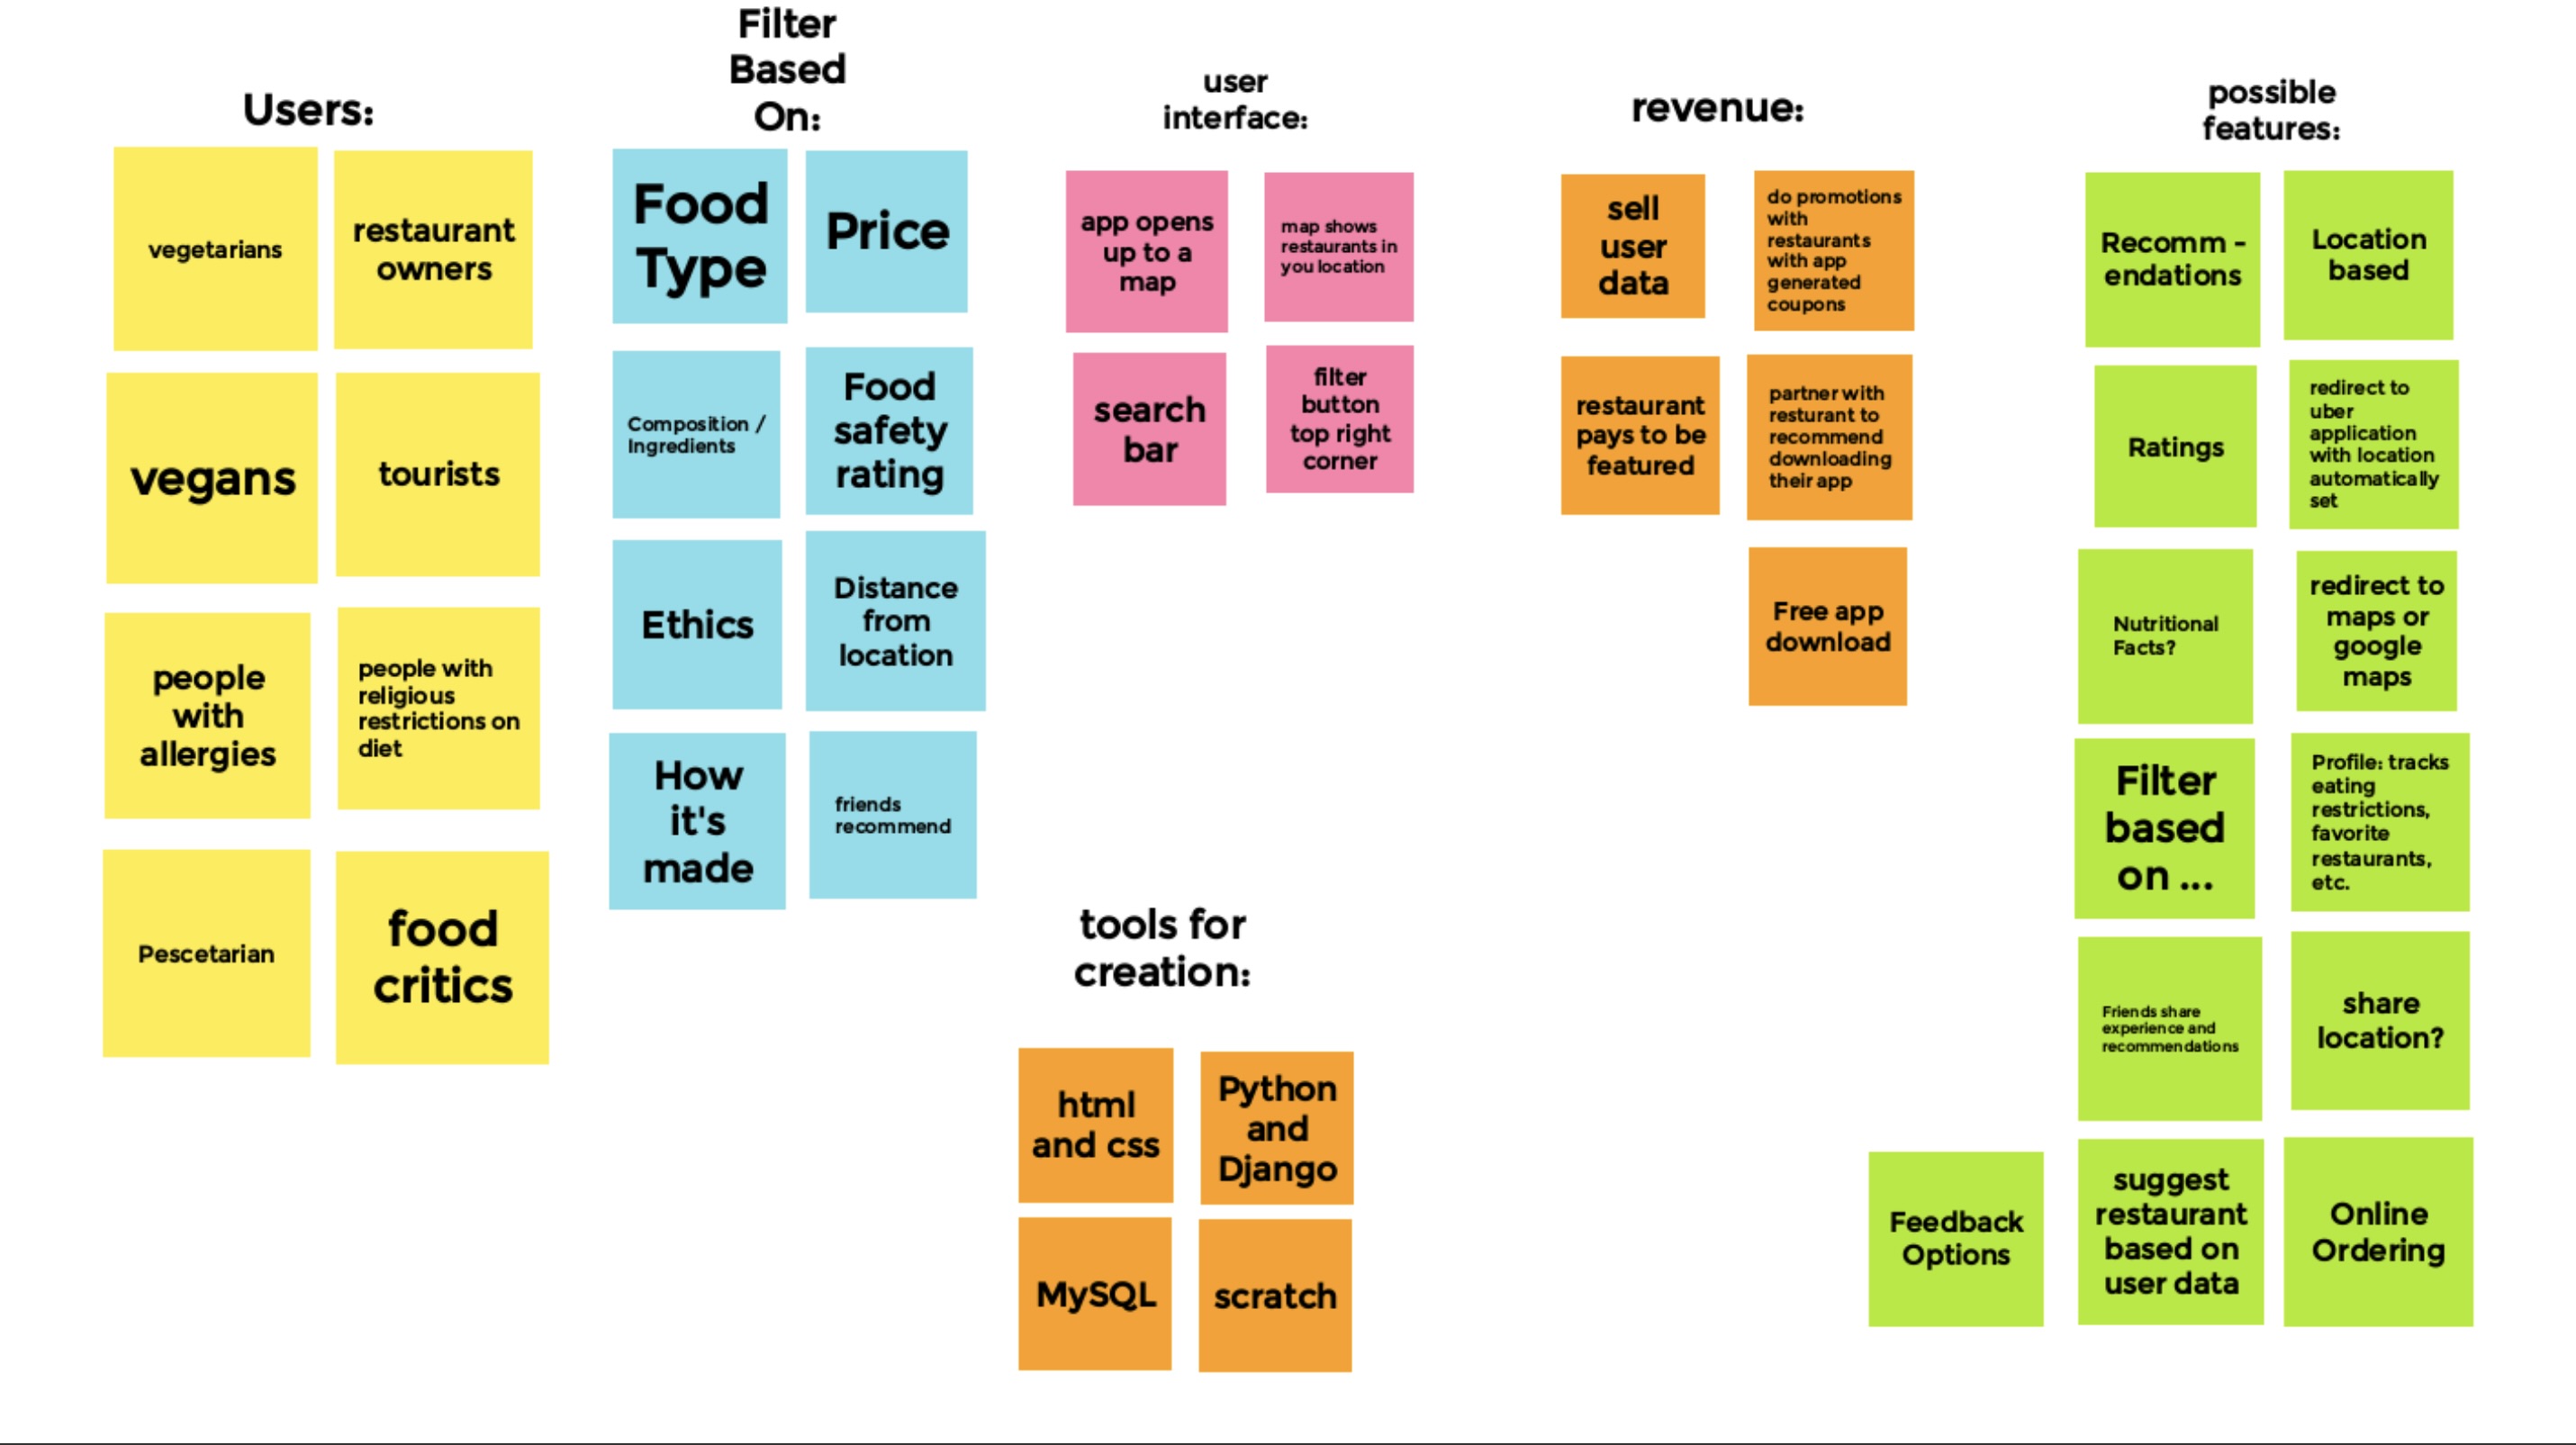 Users:
vegetarians
restaurant
owners
vegans
tourists
people
with
allergies
people with
religious
restrictions on
diet
Pescetarian
food
critics
Filter
Based
On:
Food
Type
Price
Composition /
Ingredients
Food
safety
rating
Ethics
Distance
from
location
How
it's
made
friends
recommend
user
interface:
app opens
up to a
map
map shows
restaurants in
you location
search
bar
filter
button
top right
corner
tools for
creation:
html
and css
Python
and
Django
MySQL
scratch
revenue:
sell
user
data
do promotions
with
restaurants
with app
generated
coupons
restaurant
pays to be
featured
partner with
resturant to
recommend
downloading
their app
Free app
download
possible
features:
Recomm -
endations
Location
based
Ratings
redirect to
uber
application
with location
automatically
set
Nutritional
Facts?
redirect to
maps or
google
maps
Filter
based
on ...
Profile: tracks
eating
restrictions,
favorite
restaurants,
etc.
Friends share
experience and
recommendations
share
location?
Feedback
Options
suggest
restaurant
based on
user data
Online
Ordering